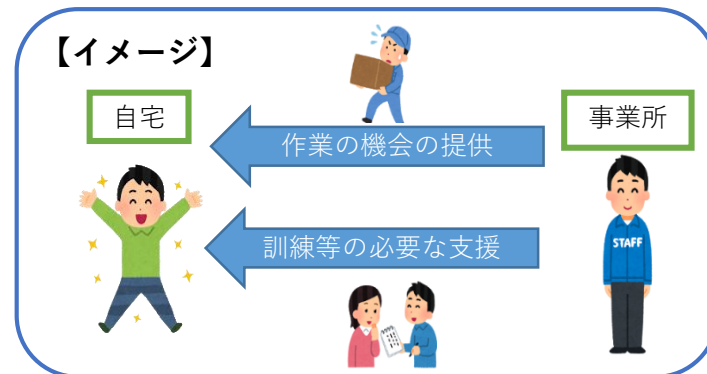 【イメージ】
自宅
事業所
作業の機会の提供
訓練等の必要な支援
STAFF